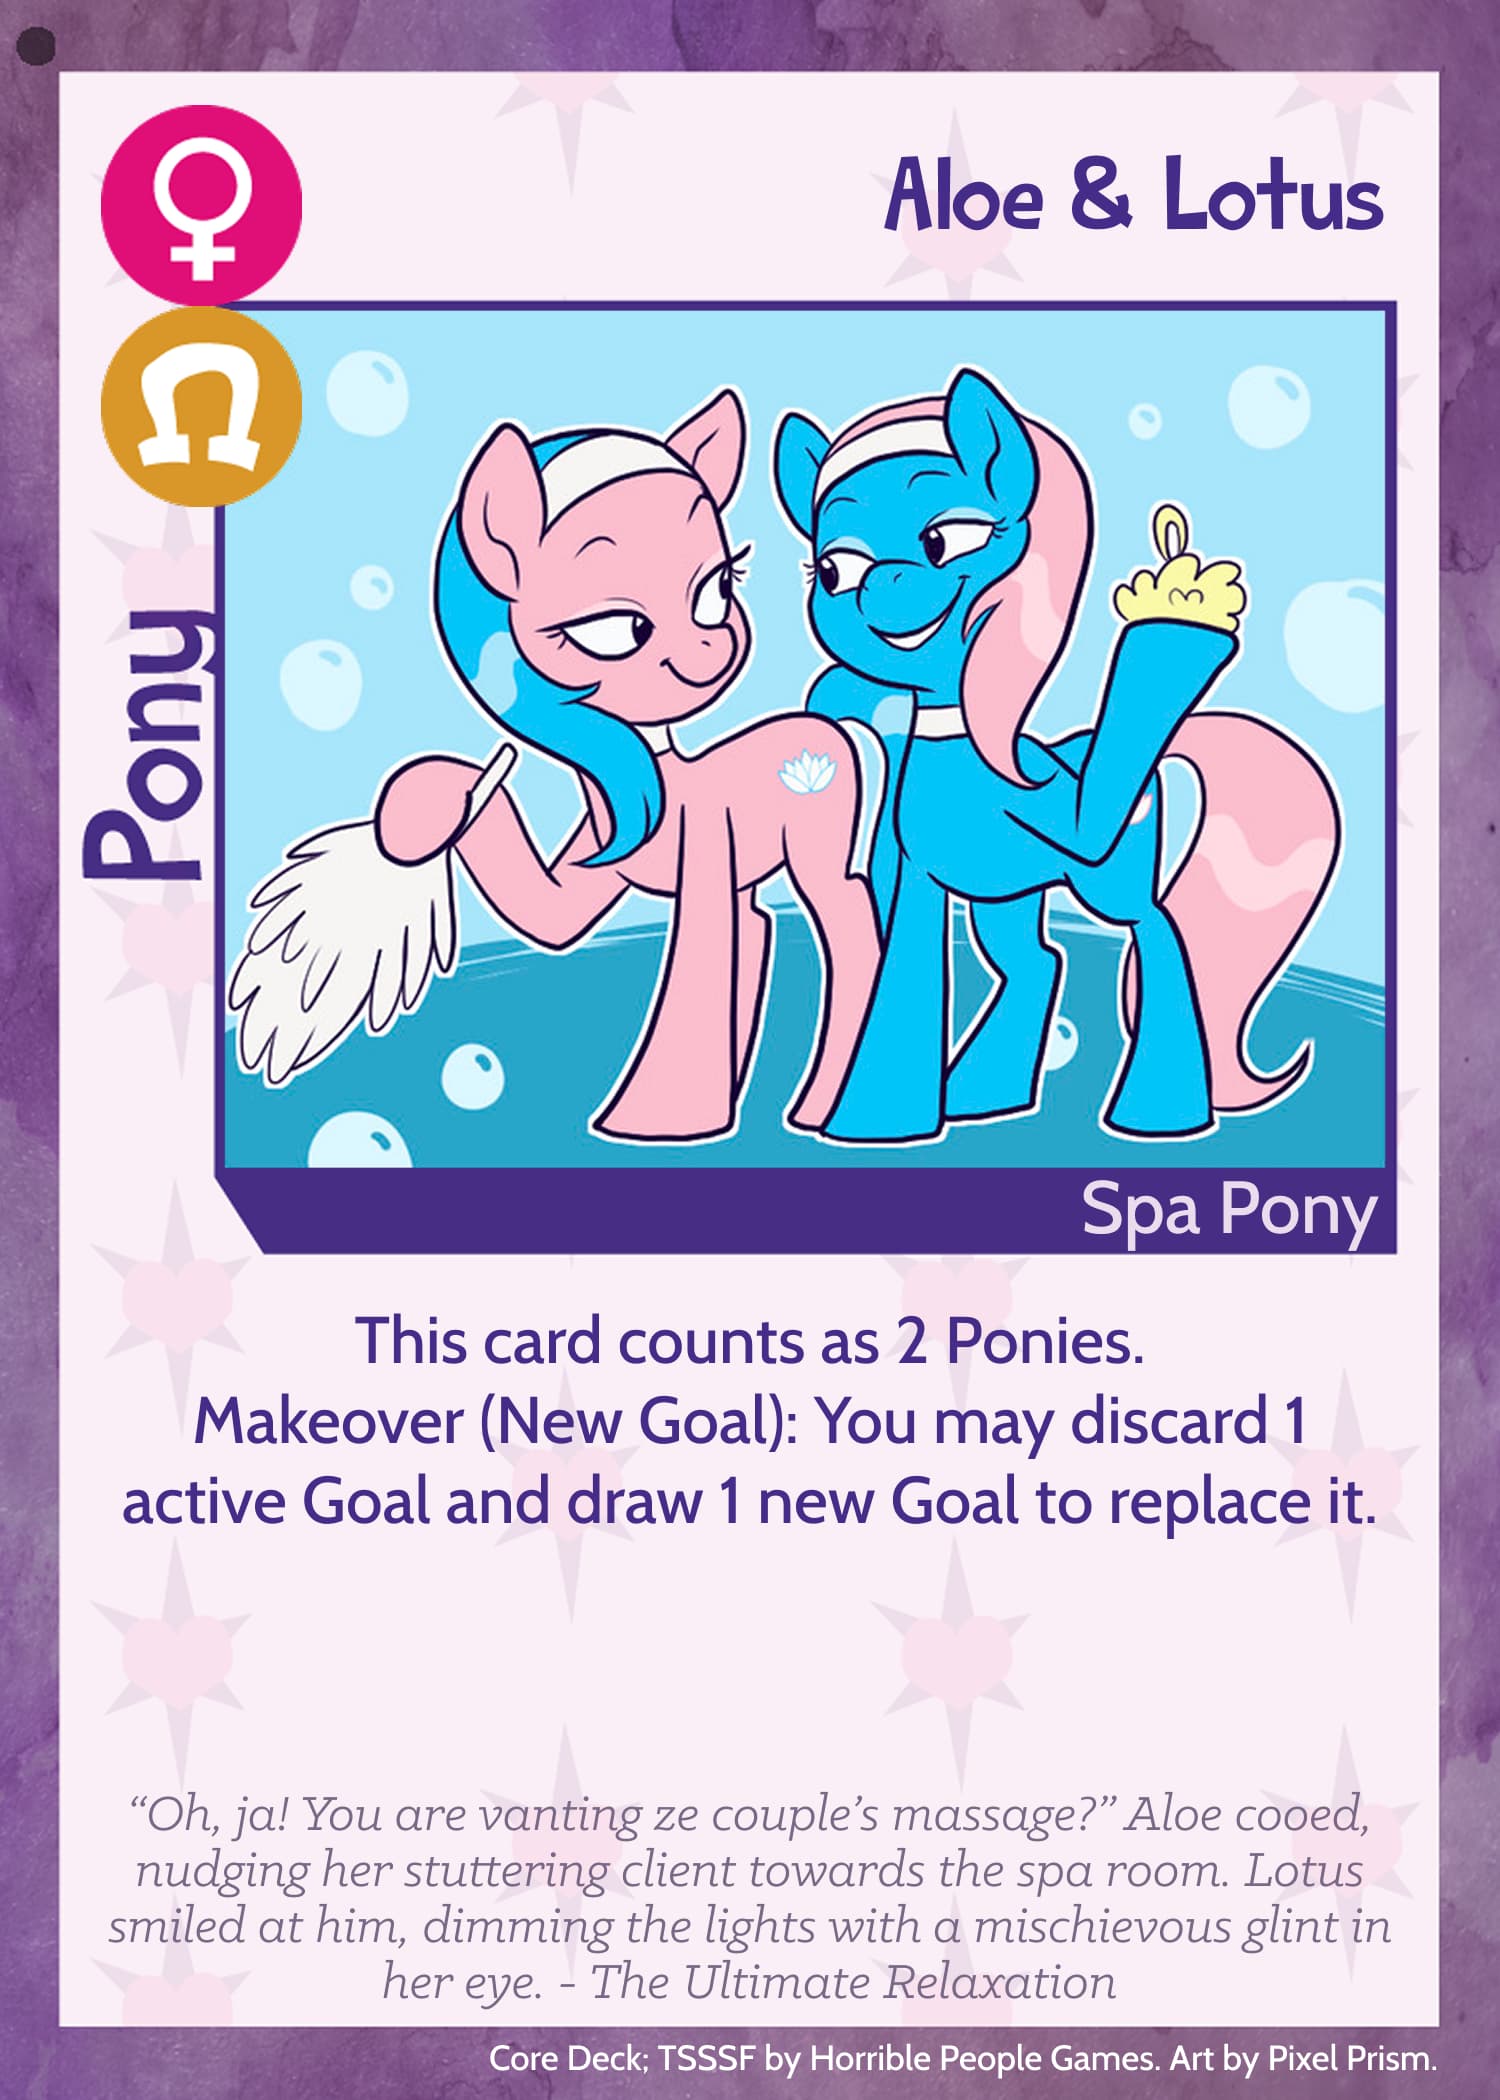 Aloe & Lotus
Pony
Spa Pony
This card counts as 2 Ponies.
Makeover (New Goal): You may discard 1
active Goal and draw 1 new Goal to replace it.
“Oh, ja! You are vanting ze couple’s massage?” Aloe cooed,
nudging her stuttering client towards the spa room. Lotus
smiled at him, dimming the lights with a mischievous glint in
her eye. - The Ultimate Relaxation
Core Deck; TSSSF by Horrible People Games. Art by Pixel Prism.